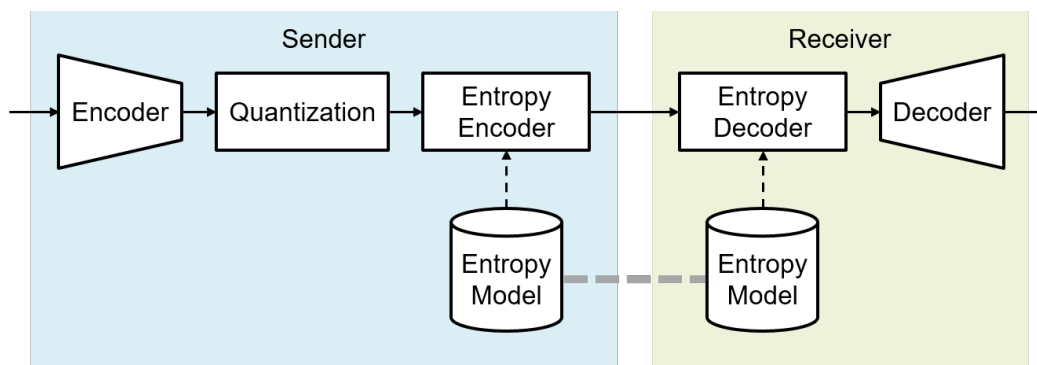 Sender
Receiver
Encoder
Quantization
Entropy
Encoder
Entropy
Decoder
Decoder
Entropy
Model
Entropy
Model